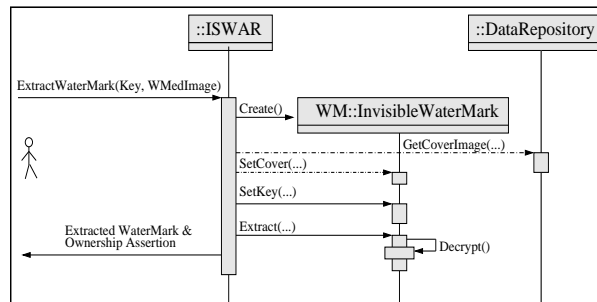 ::ISWAR
::DataRepository
ExtractWaterMark(Key, WMedImage)
Create()
WM::InvisibleWaterMark
GetCoverImage(...)
SetCover(...)
SetKey(...)
Extracted WaterMark &
Ownership Assertion
Extract(...)
Decrypt()